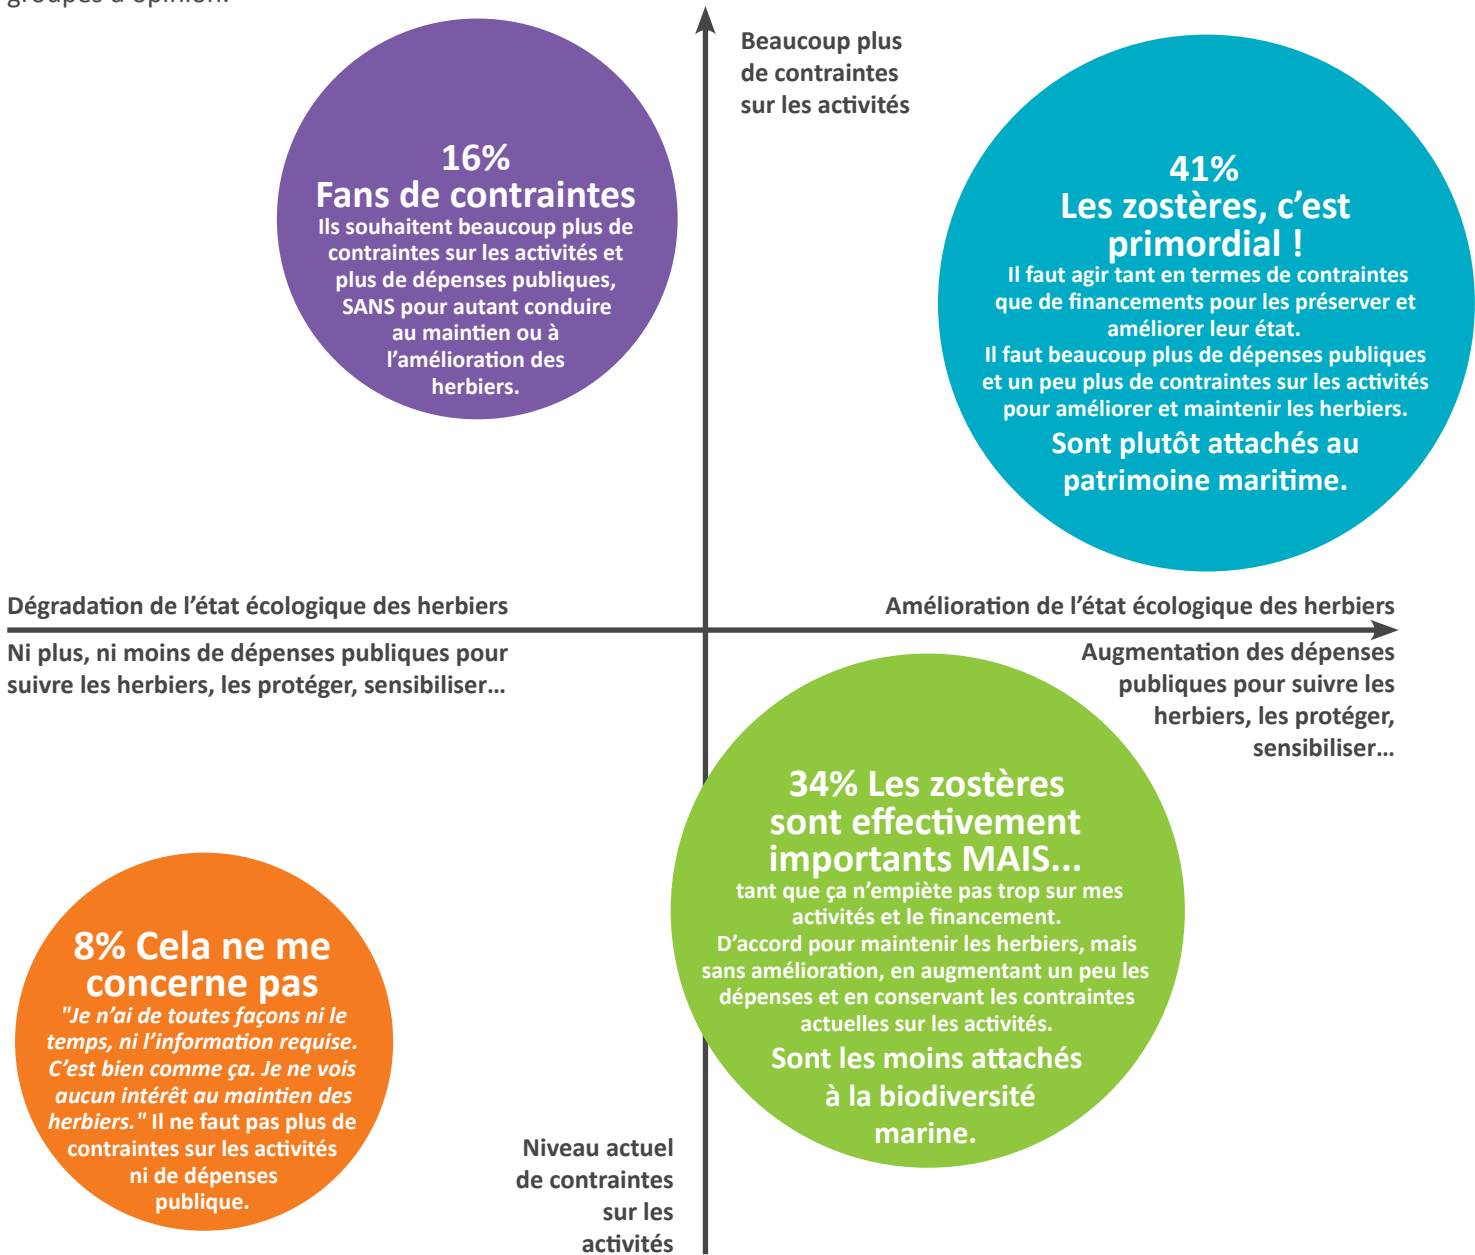 groupes d'opinion.
Beaucoup plus
de contraintes
sur les activités
16%
Fans de contraintes
Ils souhaitent beaucoup plus de
contraintes sur les activités et
plus de dépenses publiques,
SANS pour autant conduire
au maintien ou à
l’amélioration des
herbiers.
41%
Les zostères, c’est
primordial !
Il faut agir tant en termes de contraintes
que de financements pour les préserver et
améliorer leur état.
Il faut beaucoup plus de dépenses publiques
et un peu plus de contraintes sur les activités
pour améliorer et maintenir les herbiers.
Sont plutôt attachés au
patrimoine maritime.
Dégradation de l’état écologique des herbiers
Amélioration de l’état écologique des herbiers
Ni plus, ni moins de dépenses publiques pour
suivre les herbiers, les protéger, sensibiliser…
Augmentation des dépenses
publiques pour suivre les
herbiers, les protéger,
sensibiliser…
34% Les zostères
sont effectivement
importants MAIS...
tant que ça n’empiète pas trop sur mes
activités et le financement.
D’accord pour maintenir les herbiers, mais
sans amélioration, en augmentant un peu les
dépenses et en conservant les contraintes
actuelles sur les activités.
Sont les moins attachés
à la biodiversité
marine.
8% Cela ne me
concerne pas
"Je n’ai de toutes façons ni le
temps, ni l’information requise.
C’est bien comme ça. Je ne vois
aucun intérêt au maintien des
herbiers." Il ne faut pas plus de
contraintes sur les activités
ni de dépenses
publique.
Niveau actuel
de contraintes
sur les
activités